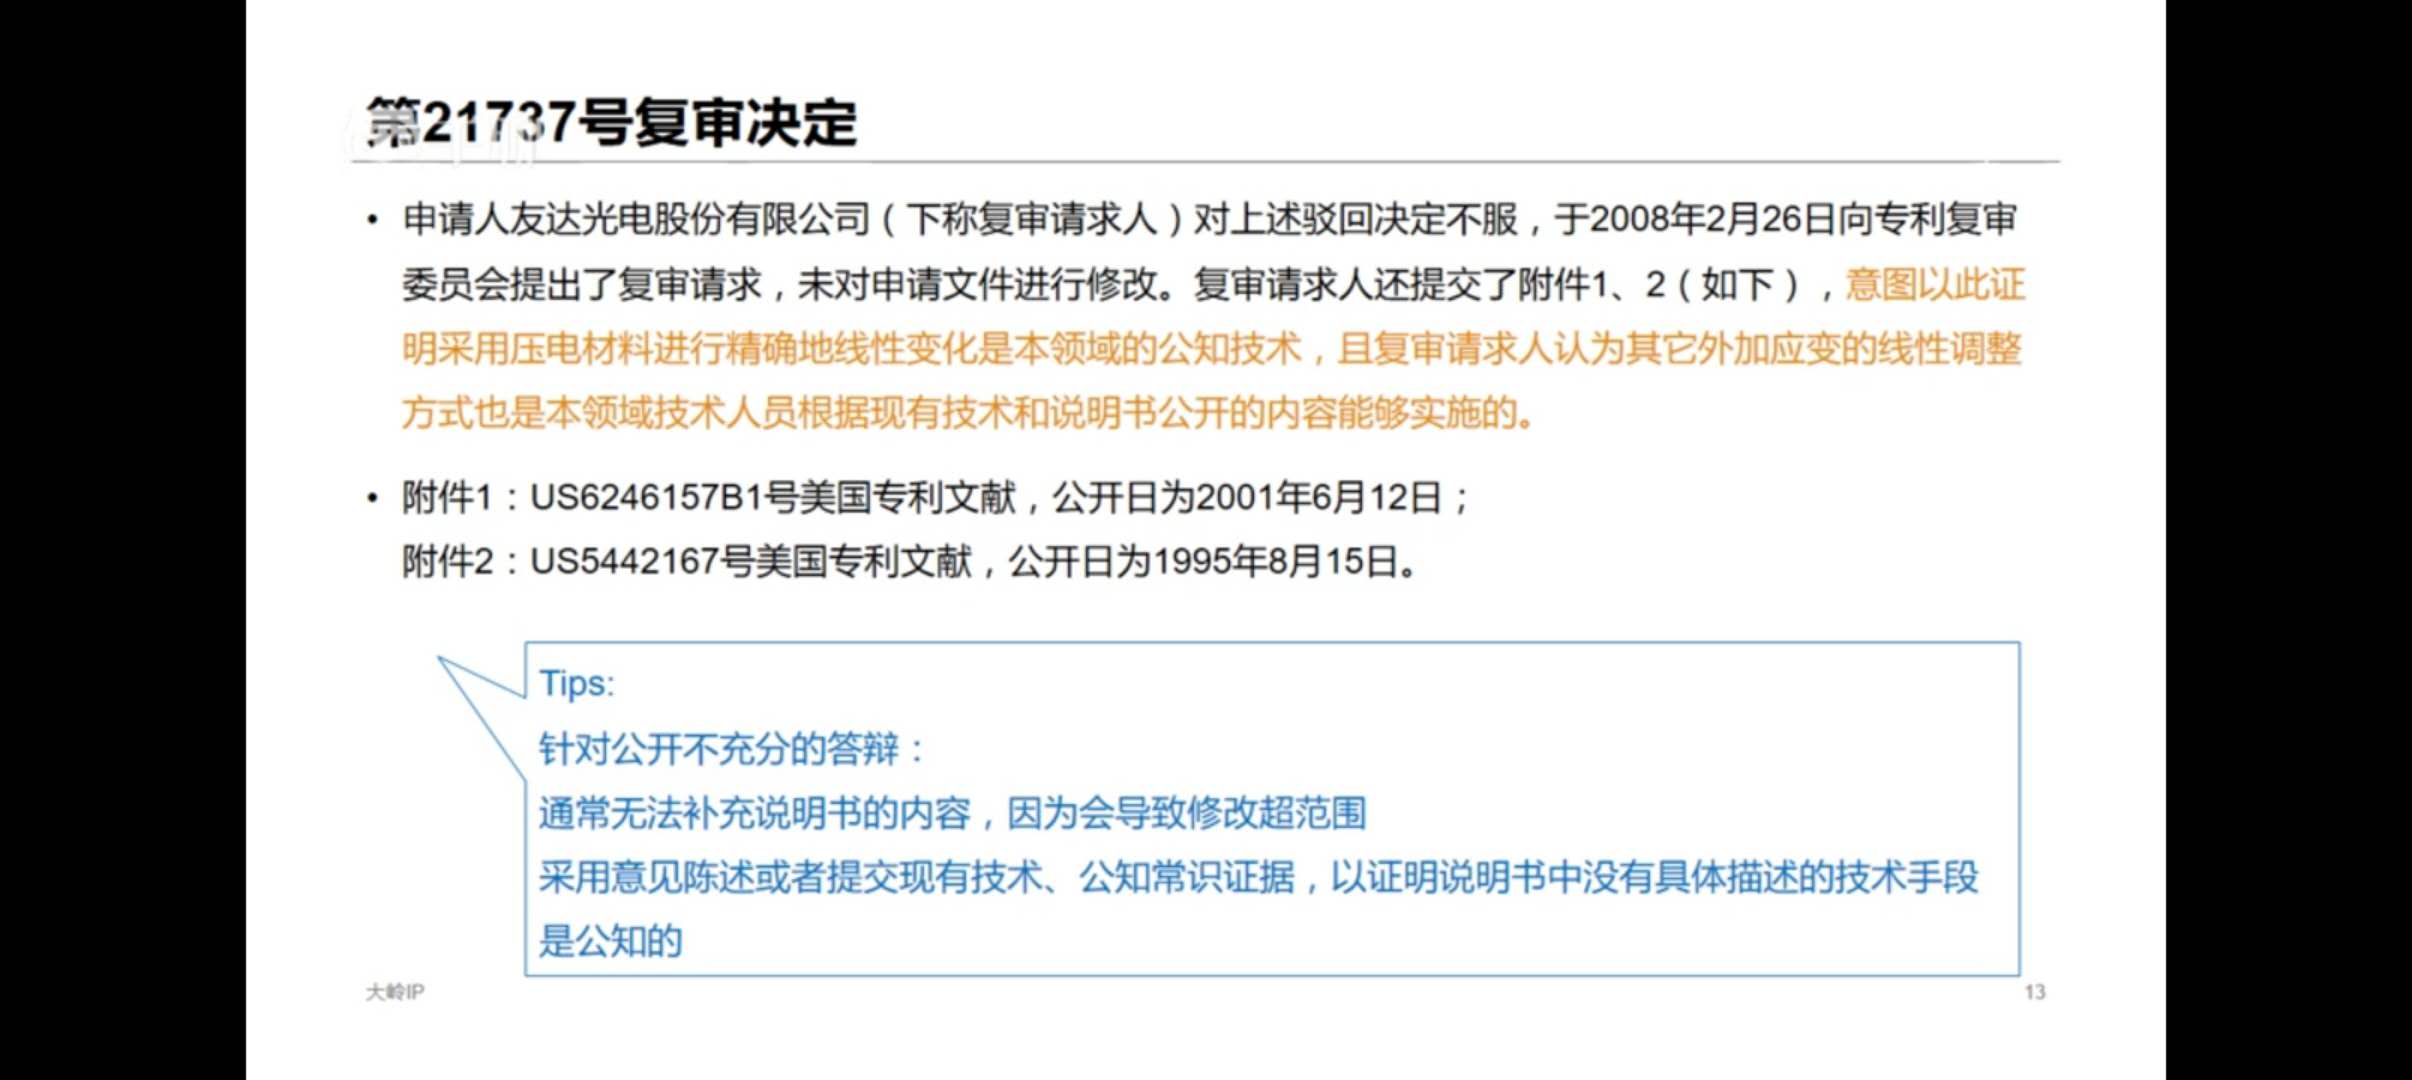 第21737号复审决定
• 申请人友达光电股份有限公司（下称复审请求人）对上述驳回决定不服，于2008年2月26日向专利复审
委员会提出了复审请求，未对申请文件进行修改。复审请求人还提交了附件1、2（如下），意图以此证
明采用压电材料进行精确地线性变化是本领域的公知技术，且复审请求人认为其它外加应变的线性调整
方式也是本领域技术人员根据现有技术和说明书公开的内容能够实施的。
• 附件1：US6246157B1号美国专利文献，公开日为2001年6月12日；
附件2：US5442167号美国专利文献，公开日为1995年8月15日。
Tips:
针对公开不充分的答辩：
通常无法补充说明书的内容，因为会导致修改超范围
采用意见陈述或者提交现有技术、公知常识证据，以证明说明书中没有具体描述的技术手段
是公知的
大岭IP
13